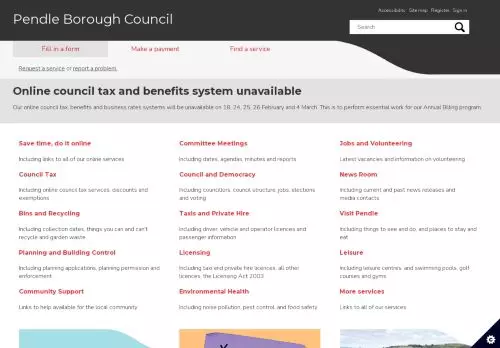 Accessibility Site map Register Sign in
Pendle Borough Council
Search
Fill in a form Make a payment Find a service
Request a service or report a problem.
Online council tax and benefits system unavailable
Our online council tax, benefits and business rates systems will be unavailable on 18, 24, 25, 26 February and 4 March. This is to perform essential work for our Annual Billing program.
Save time, do it online
Including links to all of our online services
Committee Meetings
Including dates, agendas, minutes and reports
Jobs and Volunteering
Latest vacancies and information on volunteering
Council Tax
Including online council tax services, discounts and
exemptions
Council and Democracy
Including councillors, council structure, jobs, elections
and voting
News Room
Including current and past news releases and
media contacts
Bins and Recycling
Including collection dates, things you can and can't
recycle and garden waste
Taxis and Private Hire
Including driver, vehicle and operator licences and
passenger information
Visit Pendle
Including things to see and do, and places to stay and
eat
Planning and Building Control
Including planning applications, planning permission and
enforcement
Licensing
Including taxi and private hire licences, all other
licences, the Licensing Act 2003
Leisure
Including leisure centres, and swimming pools, golf
courses and gyms
Community Support
Links to help available for the local community
Environmental Health
Including noise pollution, pest control, and food safety
More services
Links to all of our services